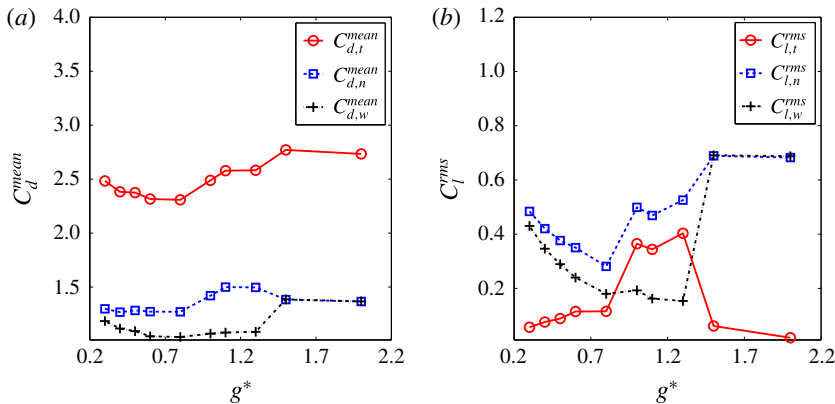 (a)
4.0
3.5
3.0
2.5
2.0
1.5
0.2
0.7
1.2
1.7
2.2
C_d^{mean}
g*
C_{d,t}^{mean}
C_{d,n}^{mean}
C_{d,w}^{mean}
(b)
1.2
1.0
0.8
0.6
0.4
0.2
0.2
0.7
1.2
1.7
2.2
C_l^{rms}
g*
C_{l,t}^{rms}
C_{l,n}^{rms}
C_{l,w}^{rms}